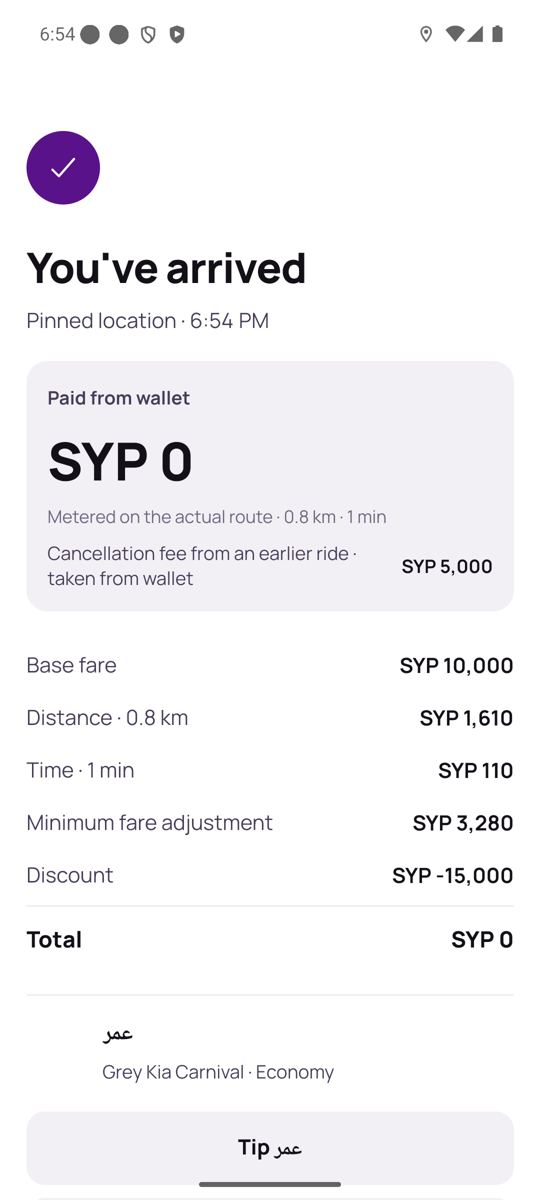 6:54
You've arrived
Pinned location · 6:54 PM
Paid from wallet
SYP 0
Metered on the actual route · 0.8 km · 1 min
Cancellation fee from an earlier ride ·
taken from wallet
SYP 5,000
Base fare SYP 10,000
Distance · 0.8 km SYP 1,610
Time · 1 min SYP 110
Minimum fare adjustment SYP 3,280
Discount SYP -15,000
Total SYP 0
عمر
Grey Kia Carnival · Economy
Tip عمر